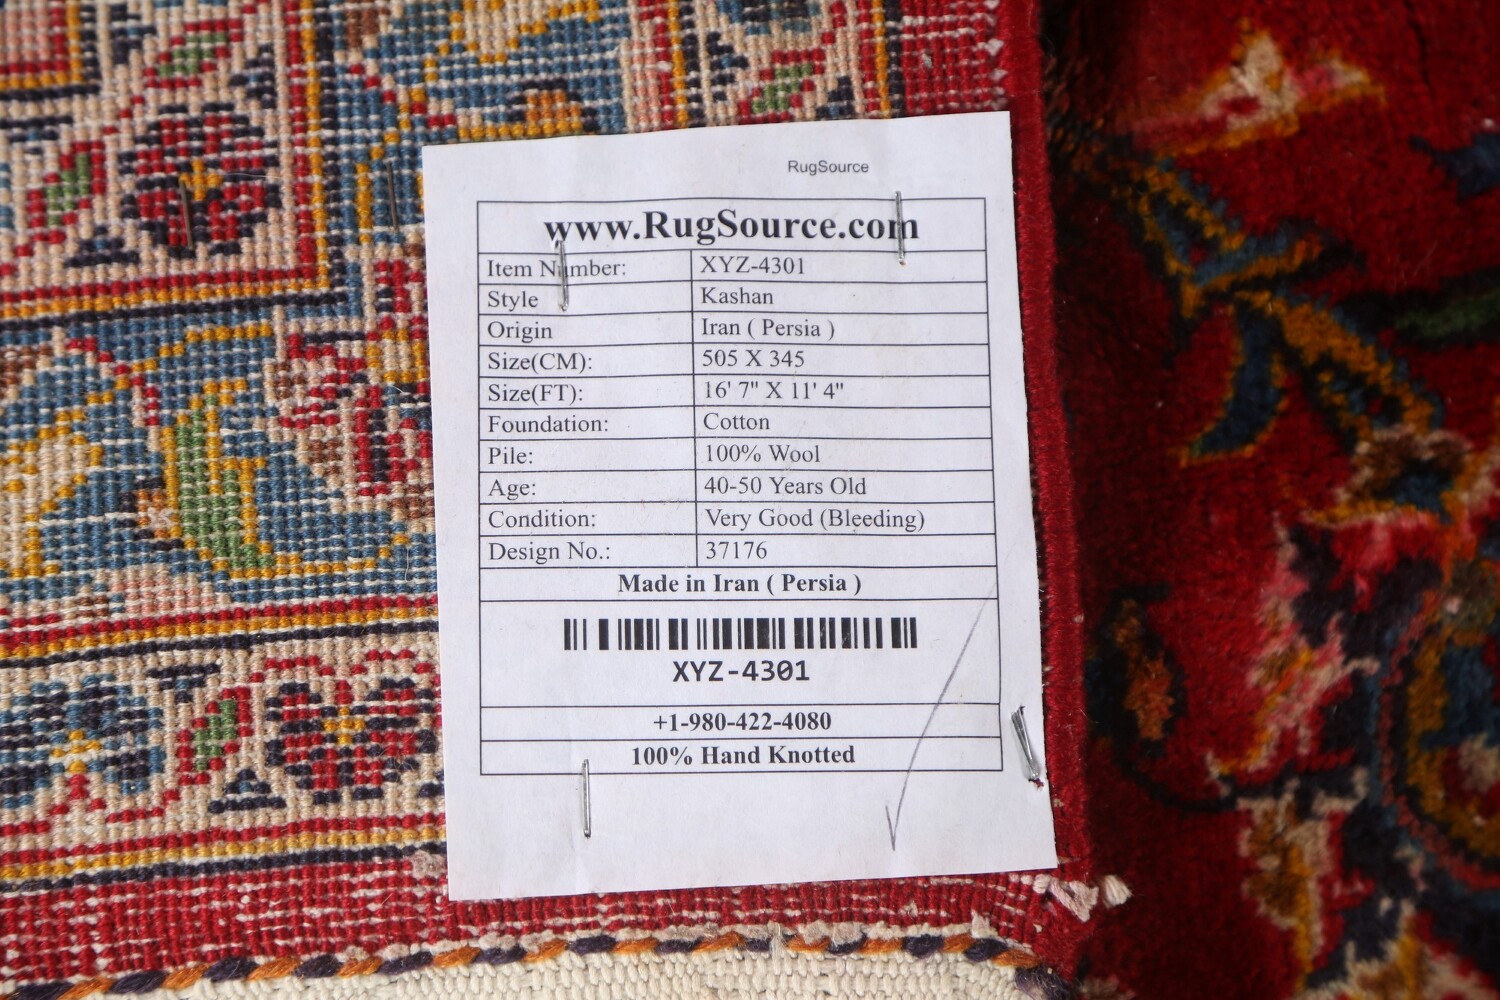 RugSource
www.RugSource.com
Item Number: XYZ-4301
Style Kashan
Origin Iran ( Persia )
Size(CM): 505 X 345
Size(FT): 16' 7" X 11' 4"
Foundation: Cotton
Pile: 100% Wool
Age: 40-50 Years Old
Condition: Very Good (Bleeding)
Design No.: 37176
Made in Iran ( Persia )
XYZ-4301
+1-980-422-4080
100% Hand Knotted